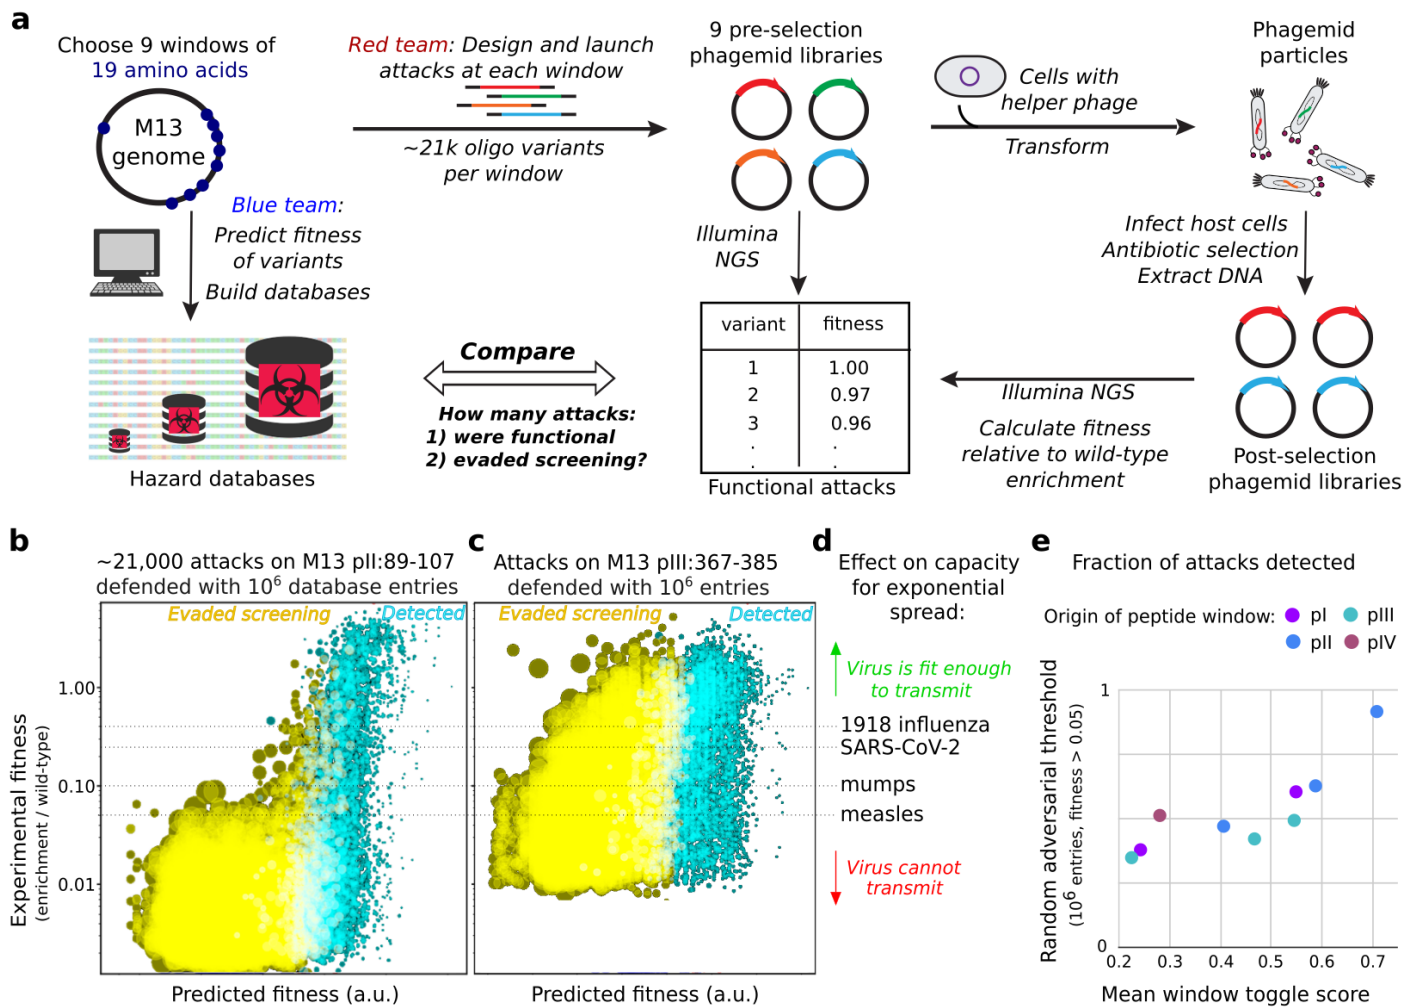 a
Choose 9 windows of
19 amino acids
M13
genome
Red team: Design and launch
attacks at each window
~21k oligo variants
per window
9 pre-selection
phagemid libraries
Cells with
helper phage
Transform
Phagemid
particles
Blue team:
Predict fitness
of variants
Build databases
Illumina
NGS
Infect host cells
Antibiotic selection
Extract DNA
Hazard databases
Compare
How many attacks:
1) were functional
2) evaded screening?
variant fitness
1 1.00
2 0.97
3 0.96
. .
. .
Functional attacks
Illumina NGS
Calculate fitness
relative to wild-type
enrichment
Post-selection
phagemid libraries
b
~21,000 attacks on M13 pII:89-107
defended with 10⁶ database entries
Evaded screening Detected
Experimental fitness
(enrichment / wild-type)
1.00
0.10
0.01
Predicted fitness (a.u.)
c
Attacks on M13 pIII:367-385
defended with 10⁶ entries
Evaded screening Detected
Predicted fitness (a.u.)
d
Effect on capacity
for exponential
spread:
Virus is fit enough
to transmit
1918 influenza
SARS-CoV-2
mumps
measles
Virus cannot
transmit
e
Fraction of attacks detected
Origin of peptide window: pI pIII
pII pIV
Random adversarial threshold
(10⁶ entries, fitness > 0.05)
1
0
0.2 0.3 0.4 0.5 0.6 0.7
Mean window toggle score